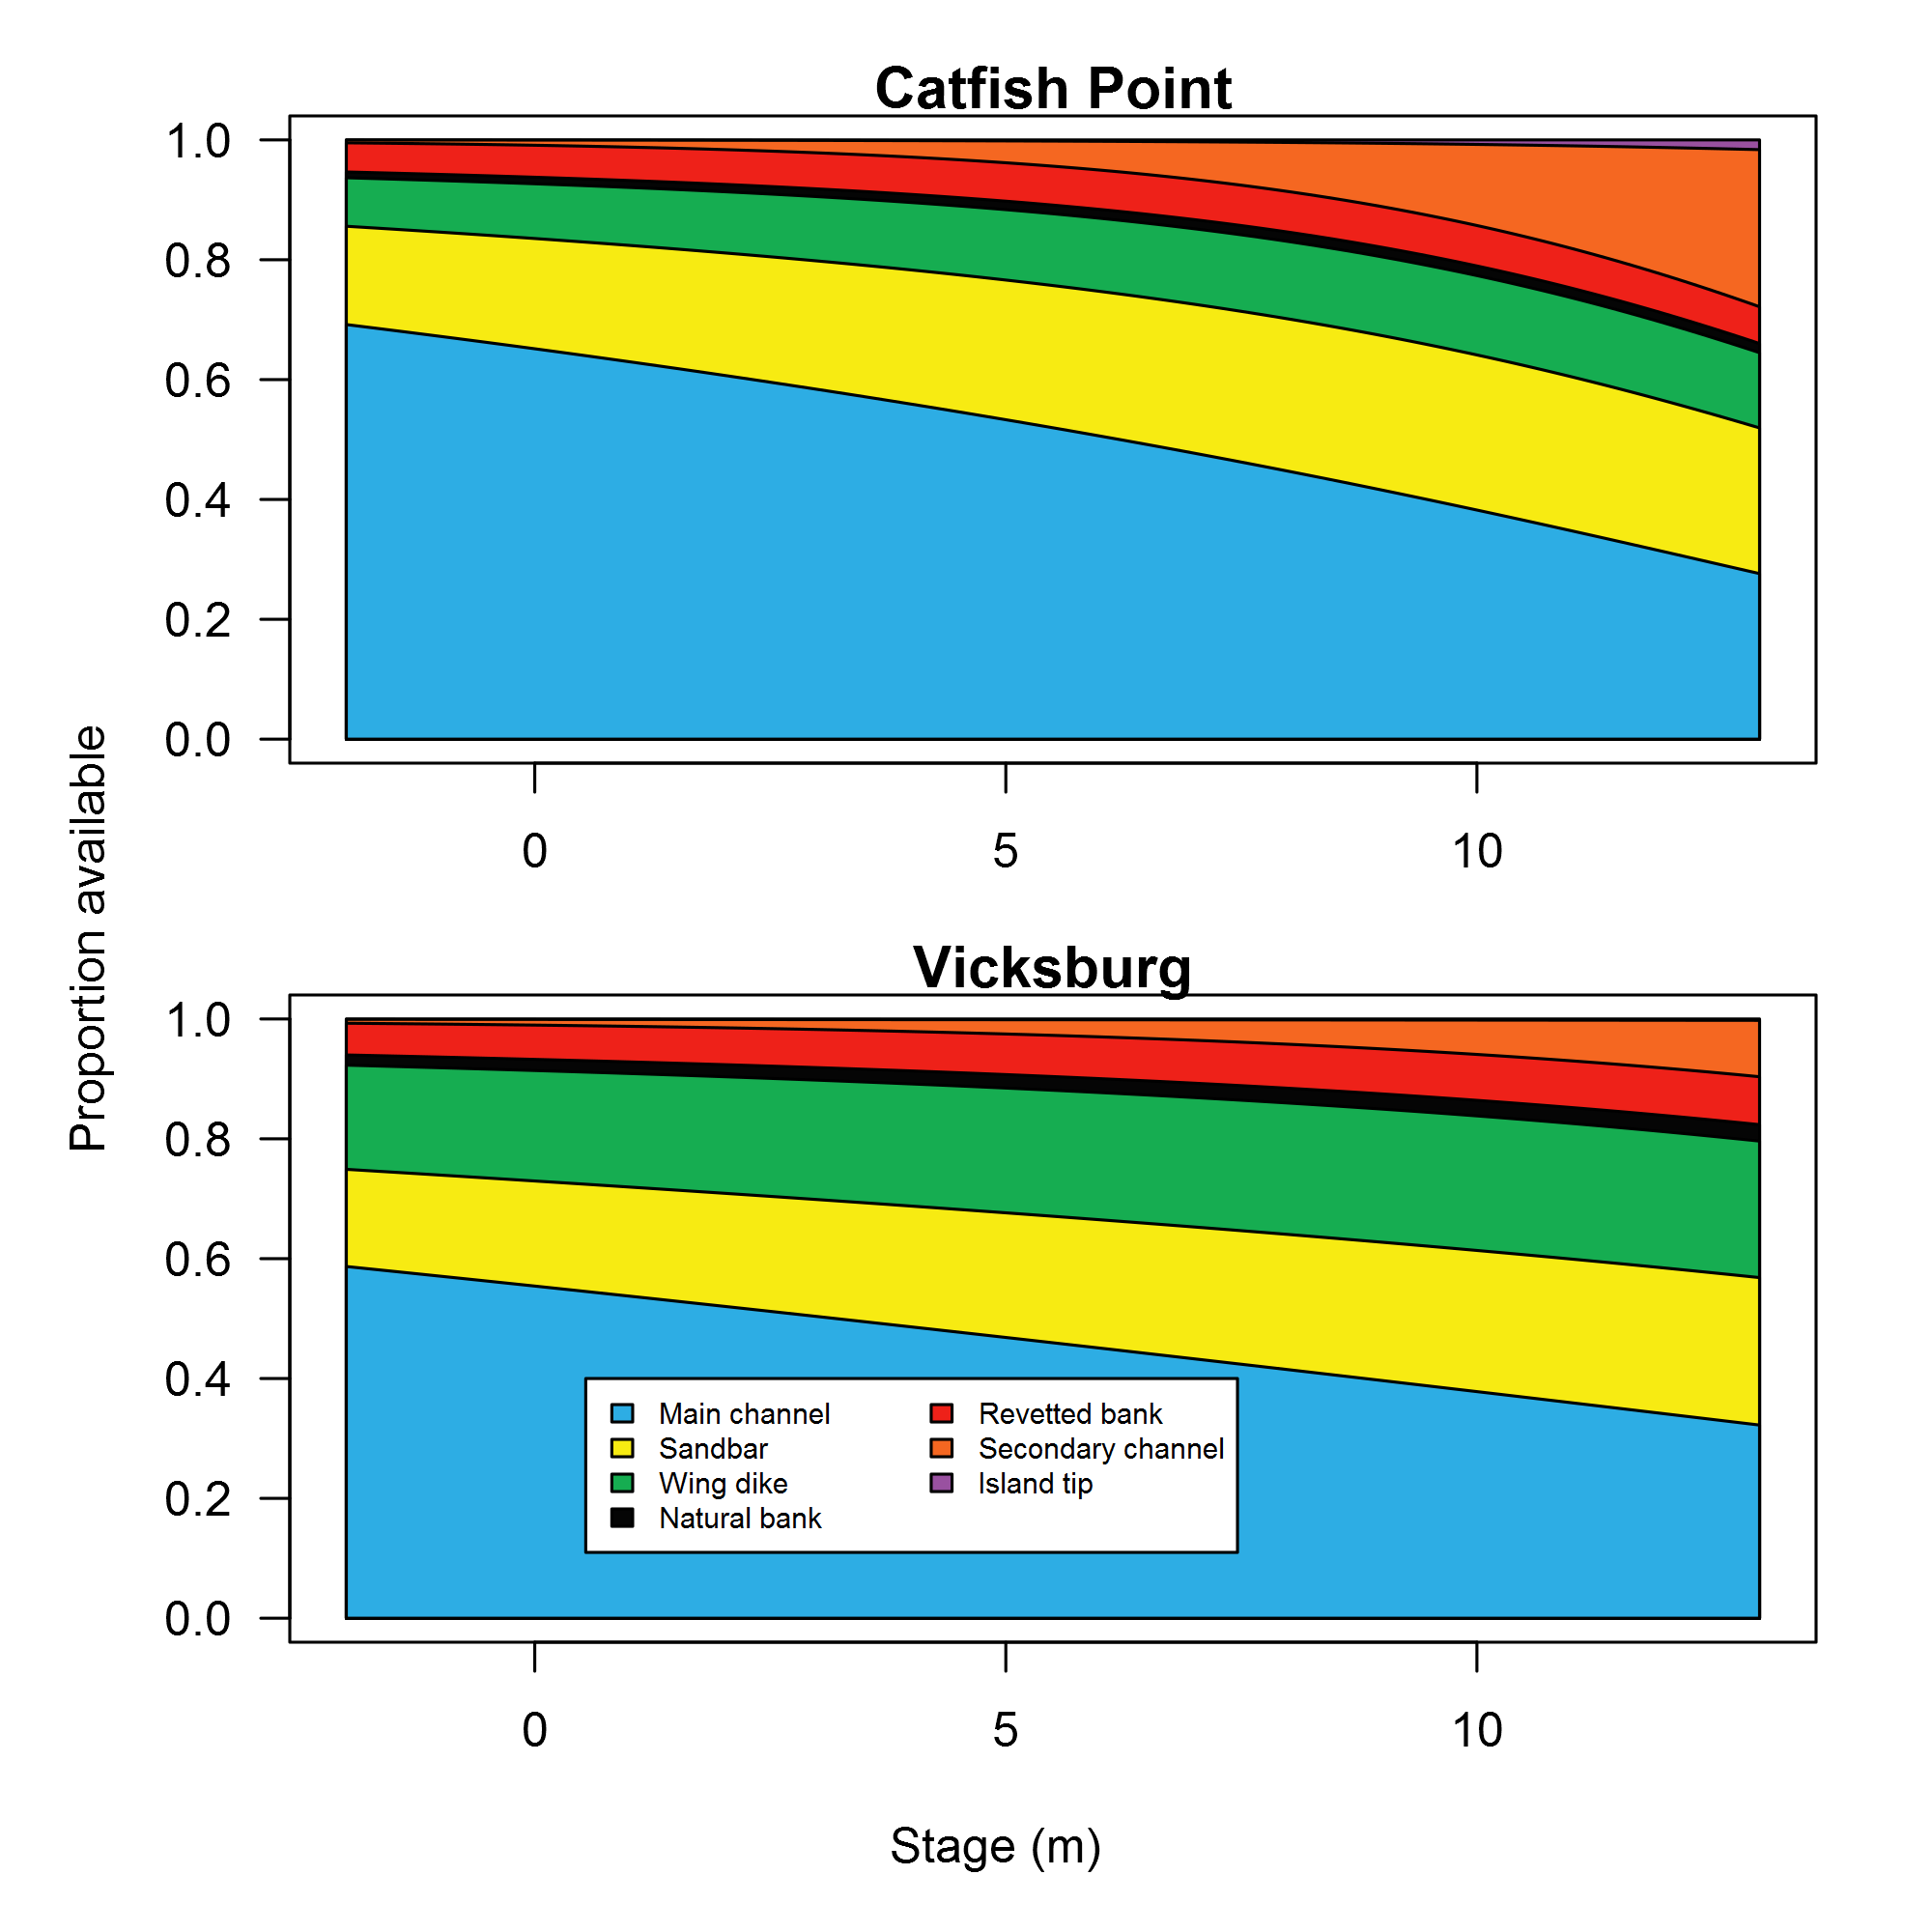 Catfish Point
1.0
0.8
0.6
0.4
0.2
0.0
0 5 10
Proportion available
Vicksburg
1.0
0.8
0.6
0.4
0.2
0.0
Main channel
Sandbar
Wing dike
Natural bank
Revetted bank
Secondary channel
Island tip
0 5 10
Stage (m)